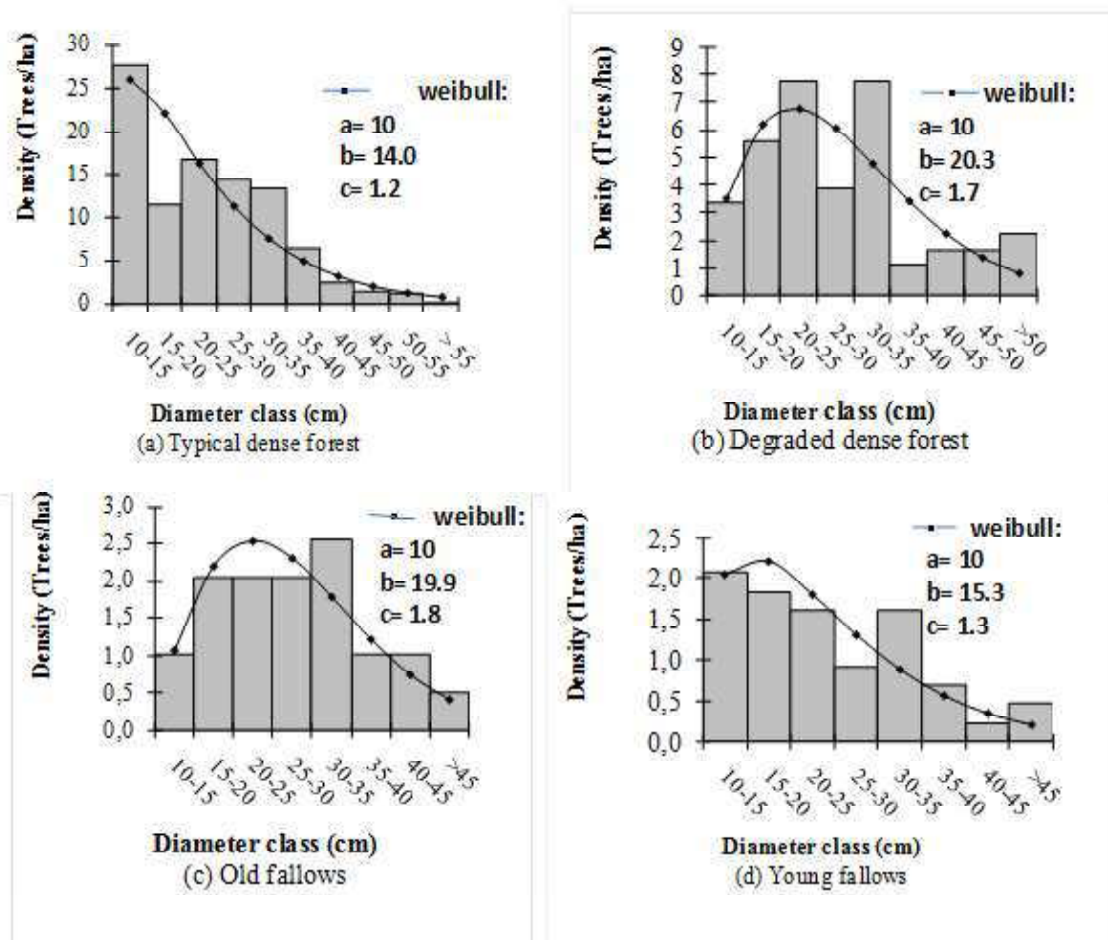 Density (Trees/ha)
30
25
20
15
10
5
0
weibull:
a= 10
b= 14.0
c= 1.2
10-15
15-20
20-25
25-30
30-35
35-40
40-45
45-50
50-55
> 55
Diameter class (cm)
(a) Typical dense forest
Density (Trees/ha)
9
8
7
6
5
4
3
2
1
0
weibull:
a= 10
b= 20.3
c= 1.7
10-15
15-20
20-25
25-30
30-35
35-40
40-45
45-50
>50
Diameter class (cm)
(b) Degraded dense forest
Density (Trees/ha)
3,0
2,5
2,0
1,5
1,0
0,5
0,0
weibull:
a= 10
b= 19.9
c= 1.8
10-15
15-20
20-25
25-30
30-35
35-40
40-45
>45
Diameter class (cm)
(c) Old fallows
Density (Trees/ha)
2,5
2,0
1,5
1,0
0,5
0,0
weibull:
a= 10
b= 15.3
c= 1.3
10-15
15-20
20-25
25-30
30-35
35-40
40-45
>45
Diameter class (cm)
(d) Young fallows